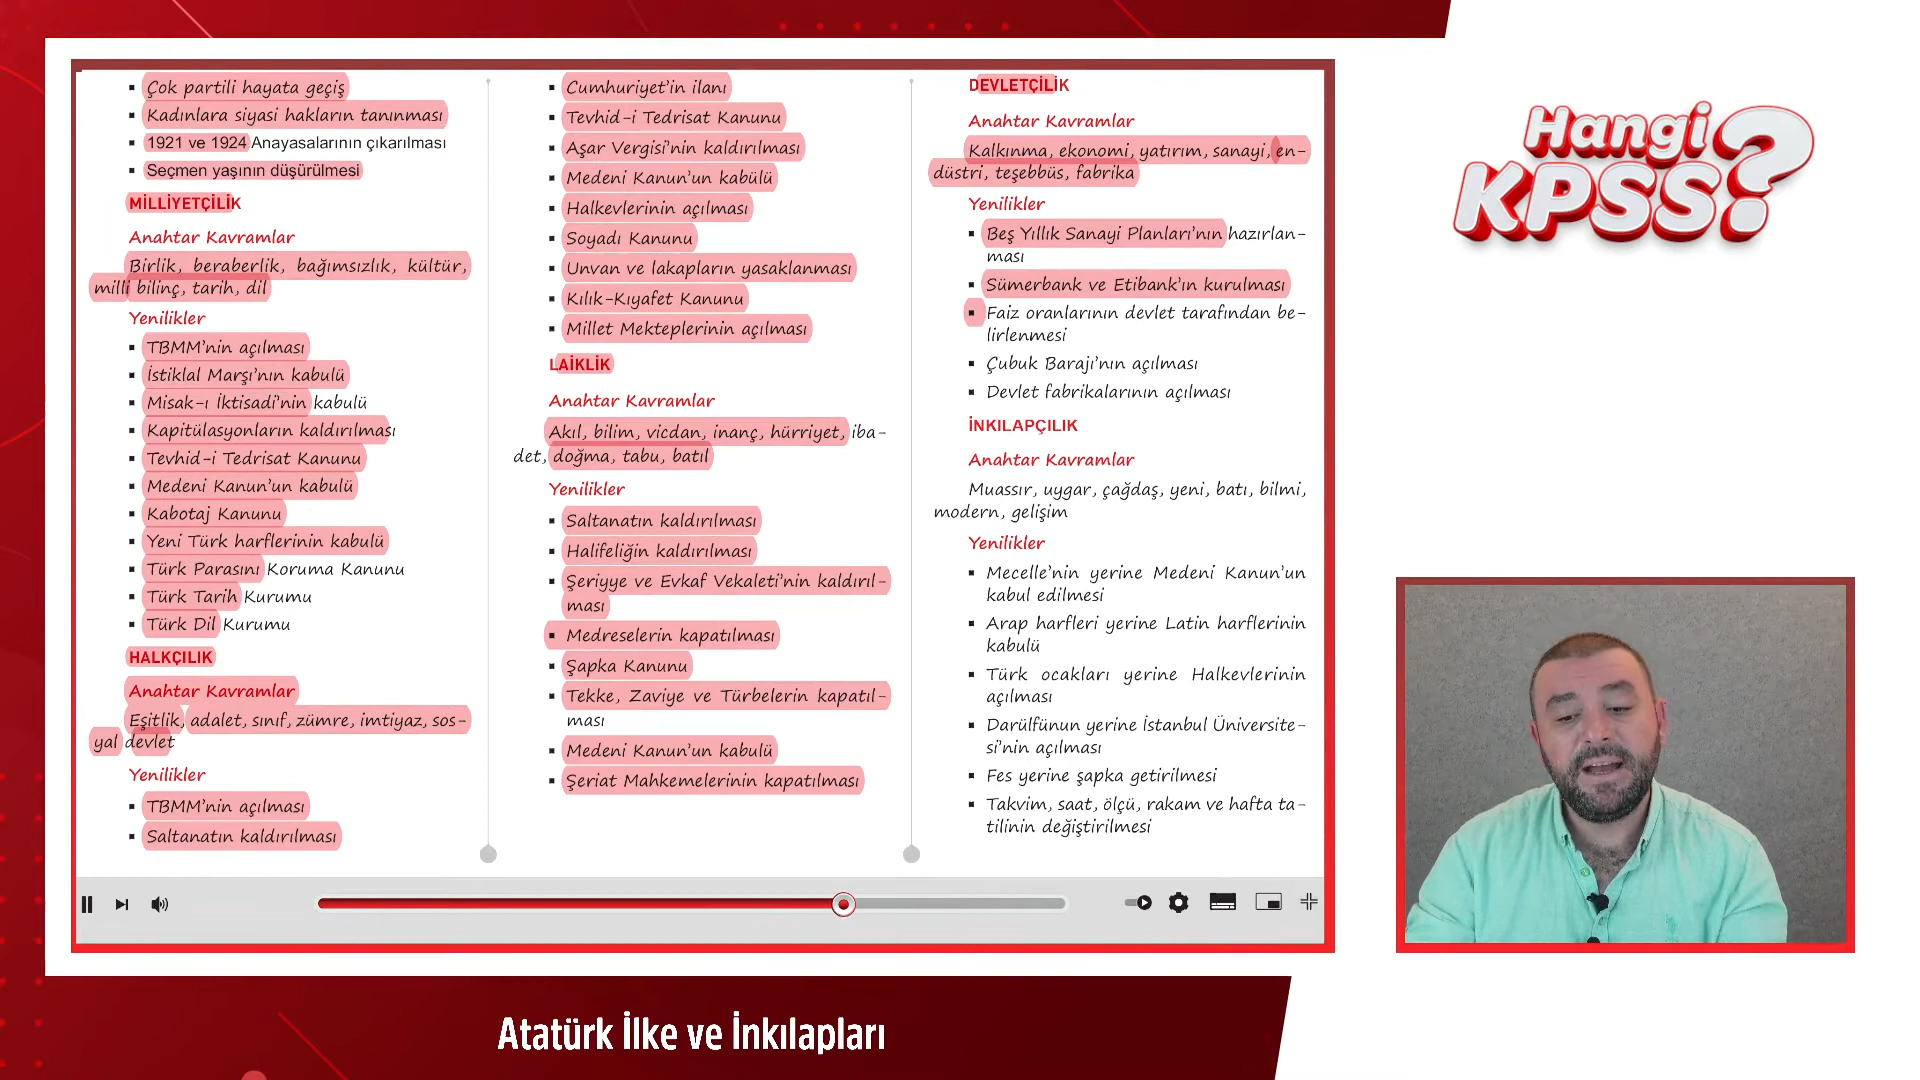 Çok partili hayata geçiş
Kadınlara siyasi hakların tanınması
1921 ve 1924 Anayasalarının çıkarılması
Seçmen yaşının düşürülmesi
MİLLİYETÇİLİK
Anahtar Kavramlar
Birlik, beraberlik, bağımsızlık, kültür,
milli bilinç, tarih, dil
Yenilikler
TBMM'nin açılması
İstiklal Marşı'nın kabulü
Misak-ı İktisadi'nin kabulü
Kapitülasyonların kaldırılması
Tevhid-i Tedrisat Kanunu
Medeni Kanun'un kabulü
Kabotaj Kanunu
Yeni Türk harflerinin kabulü
Türk Parasını Koruma Kanunu
Türk Tarih Kurumu
Türk Dil Kurumu
HALKÇILIK
Anahtar Kavramlar
Eşitlik, adalet, sınıf, zümre, imtiyaz, sos-
yal devlet
Yenilikler
TBMM'nin açılması
Saltanatın kaldırılması
Cumhuriyet'in ilanı
Tevhid-i Tedrisat Kanunu
Aşar Vergisi'nin kaldırılması
Medeni Kanun'un kabülü
Halkevlerinin açılması
Soyadı Kanunu
Unvan ve lakapların yasaklanması
Kılık-Kıyafet Kanunu
Millet Mekteplerinin açılması
LAİKLİK
Anahtar Kavramlar
Akıl, bilim, vicdan, inanç, hürriyet, iba-
det, doğma, tabu, batıl
Yenilikler
Saltanatın kaldırılması
Halifeliğin kaldırılması
Şeriyye ve Evkaf Vekaleti'nin kaldırıl-
ması
Medreselerin kapatılması
Şapka Kanunu
Tekke, Zaviye ve Türbelerin kapatıl-
ması
Medeni Kanun'un kabulü
Şeriat Mahkemelerinin kapatılması
DEVLETÇİLİK
Anahtar Kavramlar
Kalkınma, ekonomi, yatırım, sanayi, en-
düstri, teşebbüs, fabrika
Yenilikler
Beş Yıllık Sanayi Planları'nın hazırlan-
ması
Sümerbank ve Etibank'ın kurulması
Faiz oranlarının devlet tarafından be-
lirlenmesi
Çubuk Barajı'nın açılması
Devlet fabrikalarının açılması
İNKILAPÇILIK
Anahtar Kavramlar
Muassır, uygar, çağdaş, yeni, batı, bilmi,
modern, gelişim
Yenilikler
Mecelle'nin yerine Medeni Kanun'un
kabul edilmesi
Arap harfleri yerine Latin harflerinin
kabulü
Türk ocakları yerine Halkevlerinin
açılması
Darülfünun yerine İstanbul Üniversite-
si'nin açılması
Fes yerine şapka getirilmesi
Takvim, saat, ölçü, rakam ve hafta ta-
tilinin değiştirilmesi
Hangi
KPSS?
Atatürk İlke ve İnkılapları